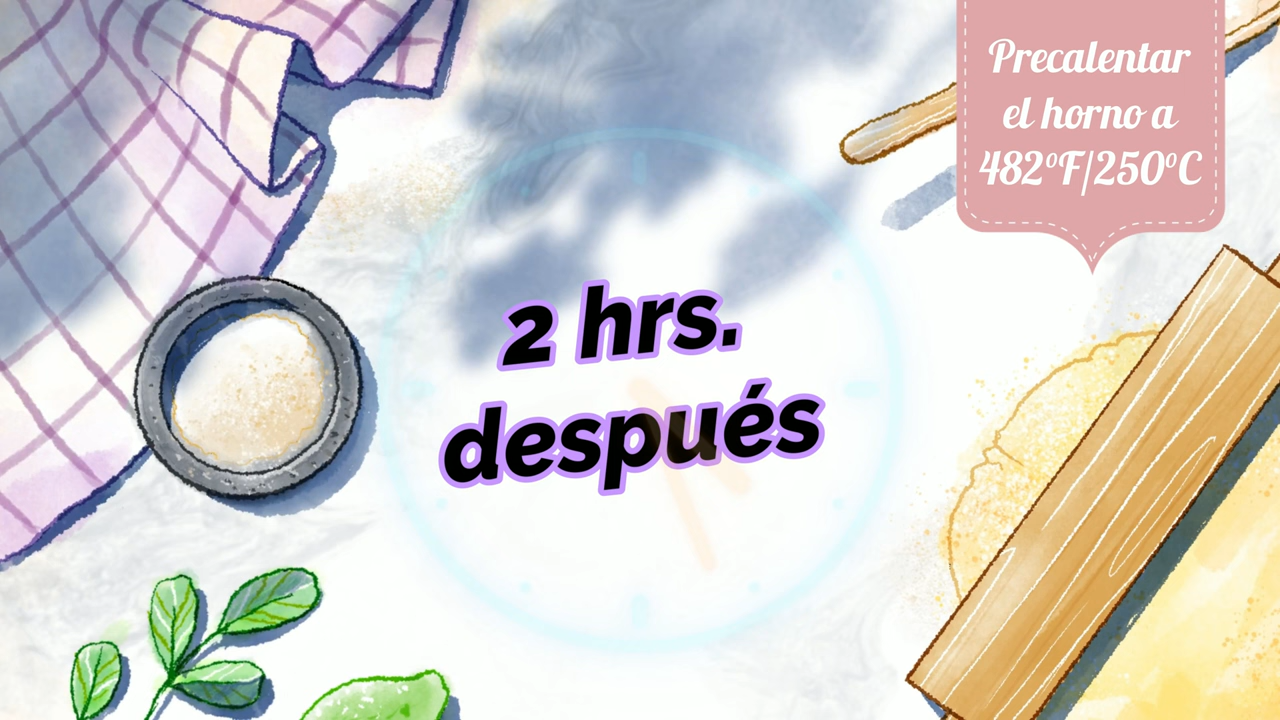 Precalentar
el horno a
482ºF/250ºC
2 hrs.
después